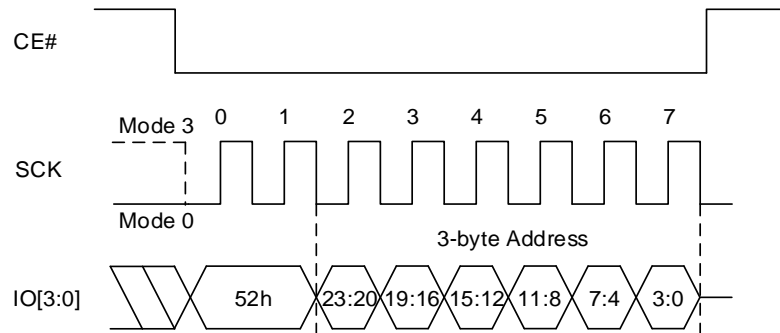 CE#
Mode 3 0 1 2 3 4 5 6 7
SCK
Mode 0
3-byte Address
IO[3:0] 52h 23:20 19:16 15:12 11:8 7:4 3:0